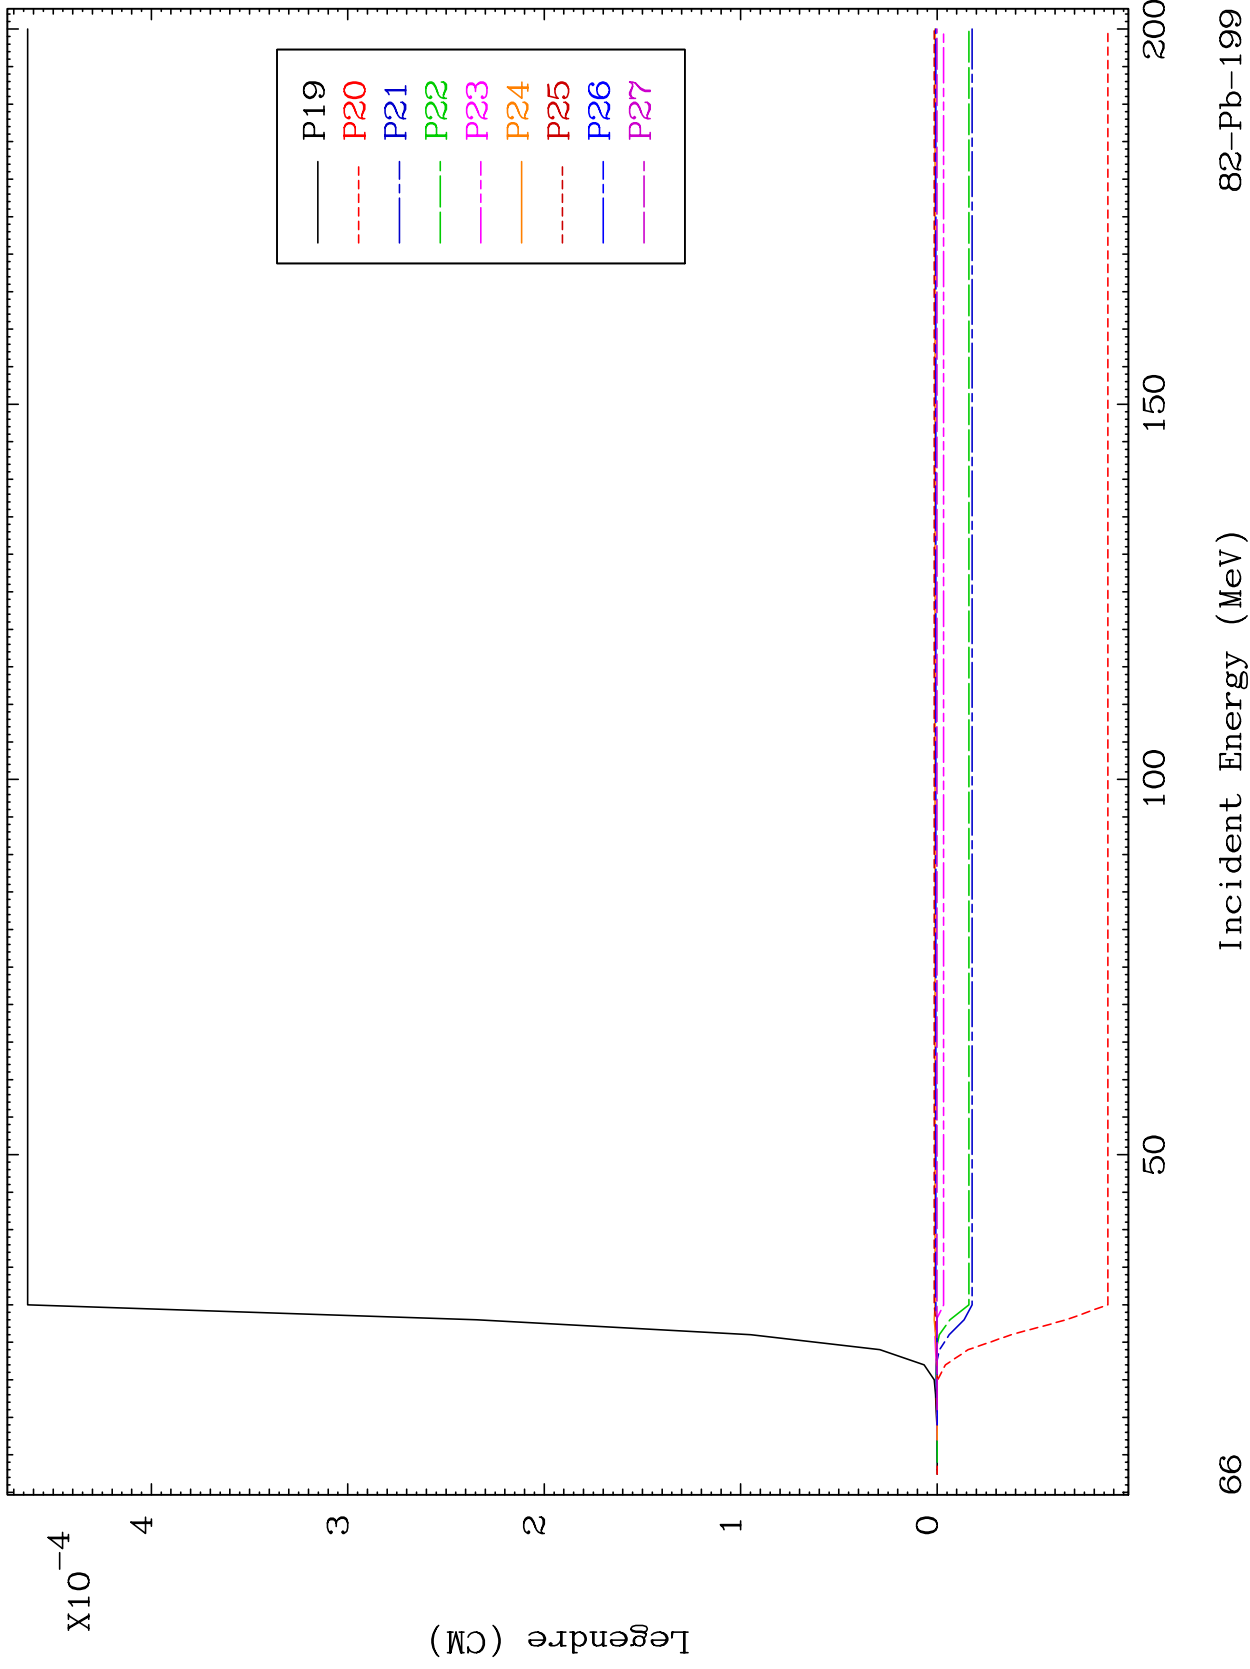 X10-4
4
3
2
1
0
Legendre (CM)
P19
P20
P21
P22
P23
P24
P25
P26
P27
50
100
150
200
Incident Energy (MeV)
66
82-Pb-199